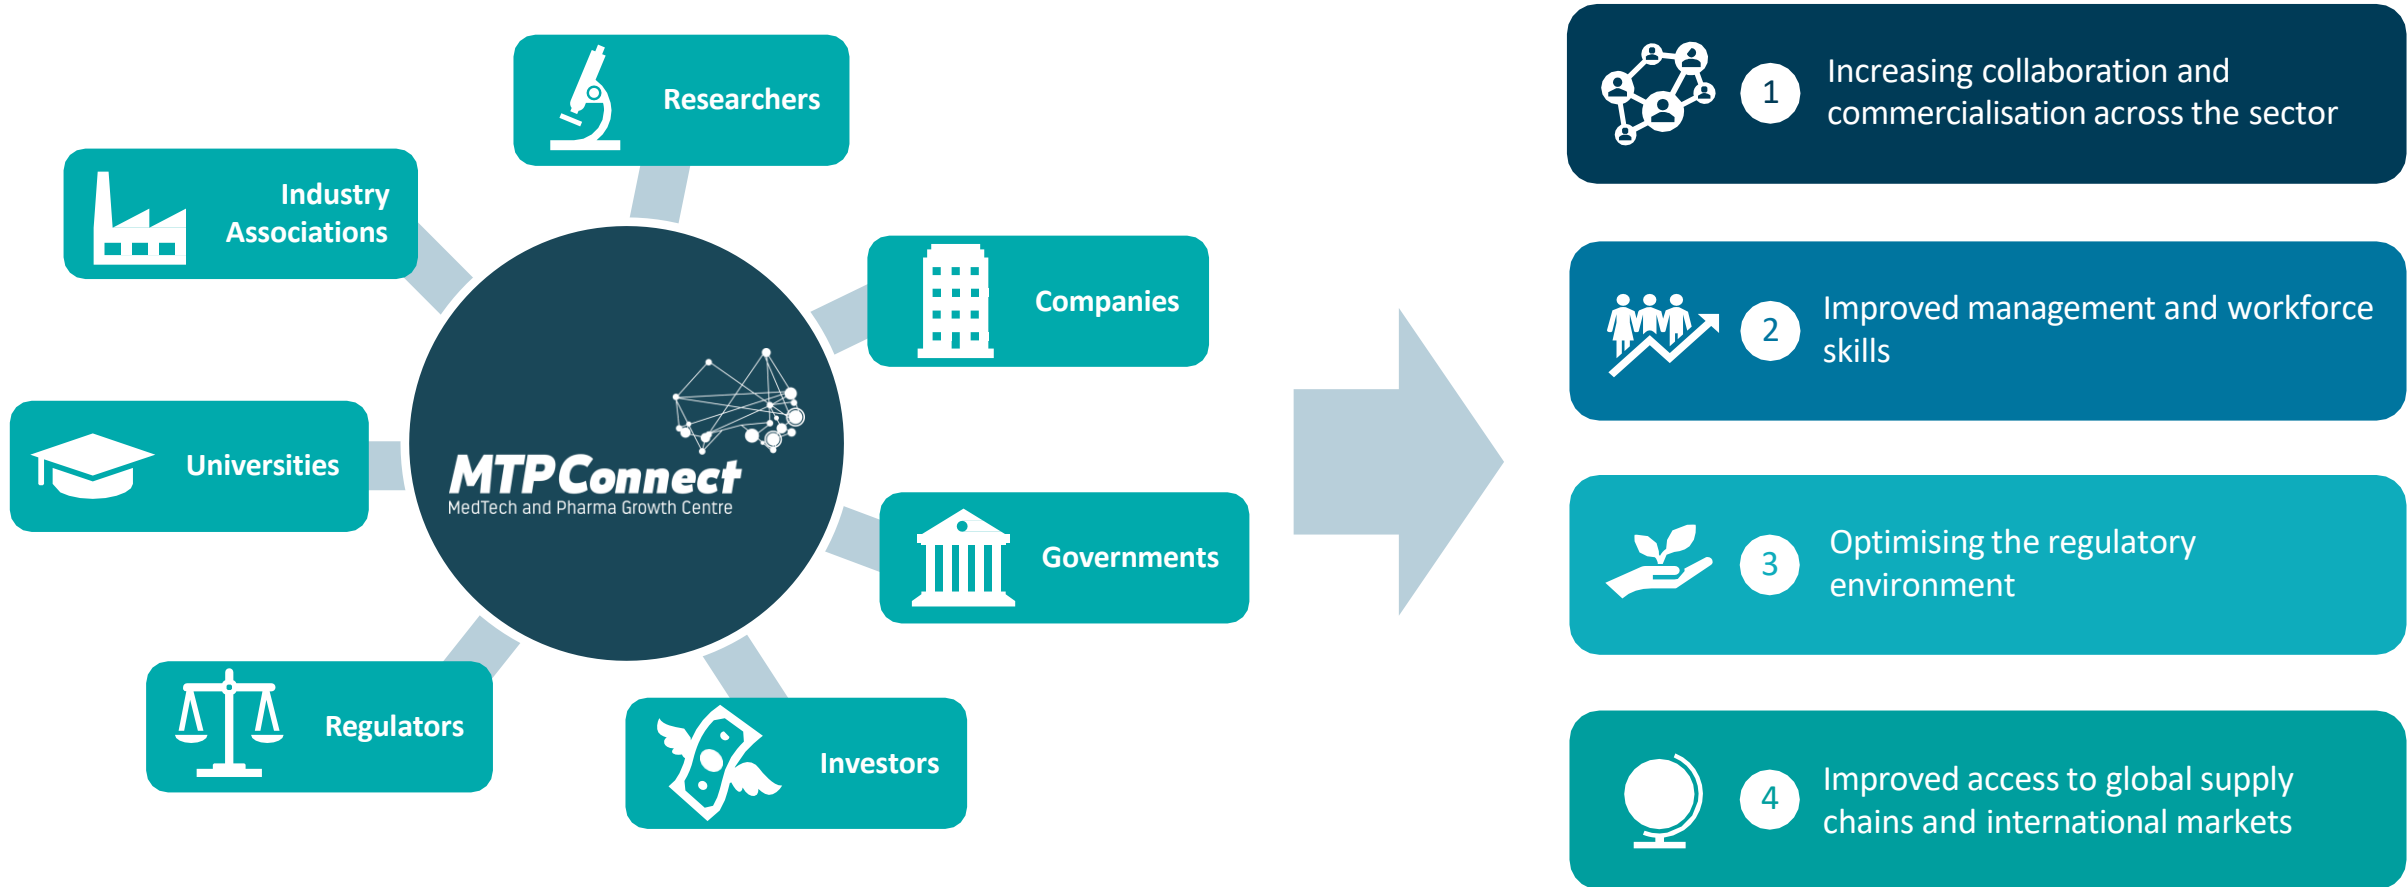 Researchers
Industry
Associations
Companies
Universities
MTPConnect
MedTech and Pharma Growth Centre
Governments
Regulators
Investors
1
Increasing collaboration and
commercialisation across the sector
2
Improved management and workforce
skills
3
Optimising the regulatory
environment
4
Improved access to global supply
chains and international markets